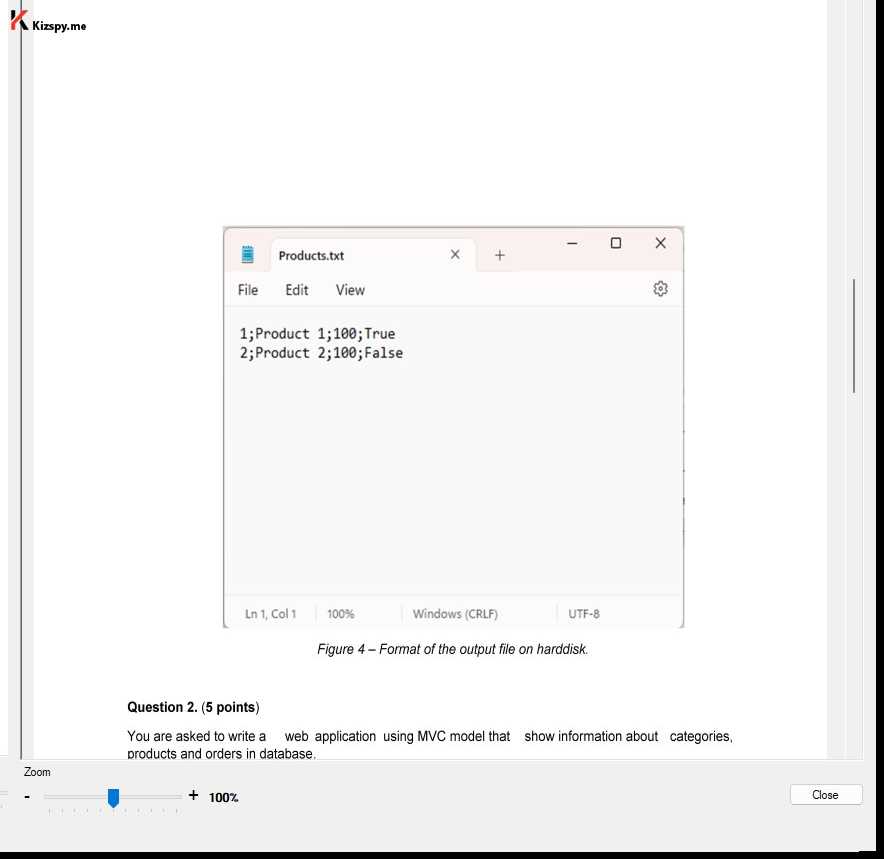 Kizspy.me
Products.txt
File Edit View
1;Product 1;100;True
2;Product 2;100;False
Ln 1, Col 1 100% Windows (CRLF) UTF-8
Figure 4 – Format of the output file on harddisk.
Question 2. (5 points)
You are asked to write a web application using MVC model that show information about categories,
products and orders in database.
Zoom
- + 100%
Close